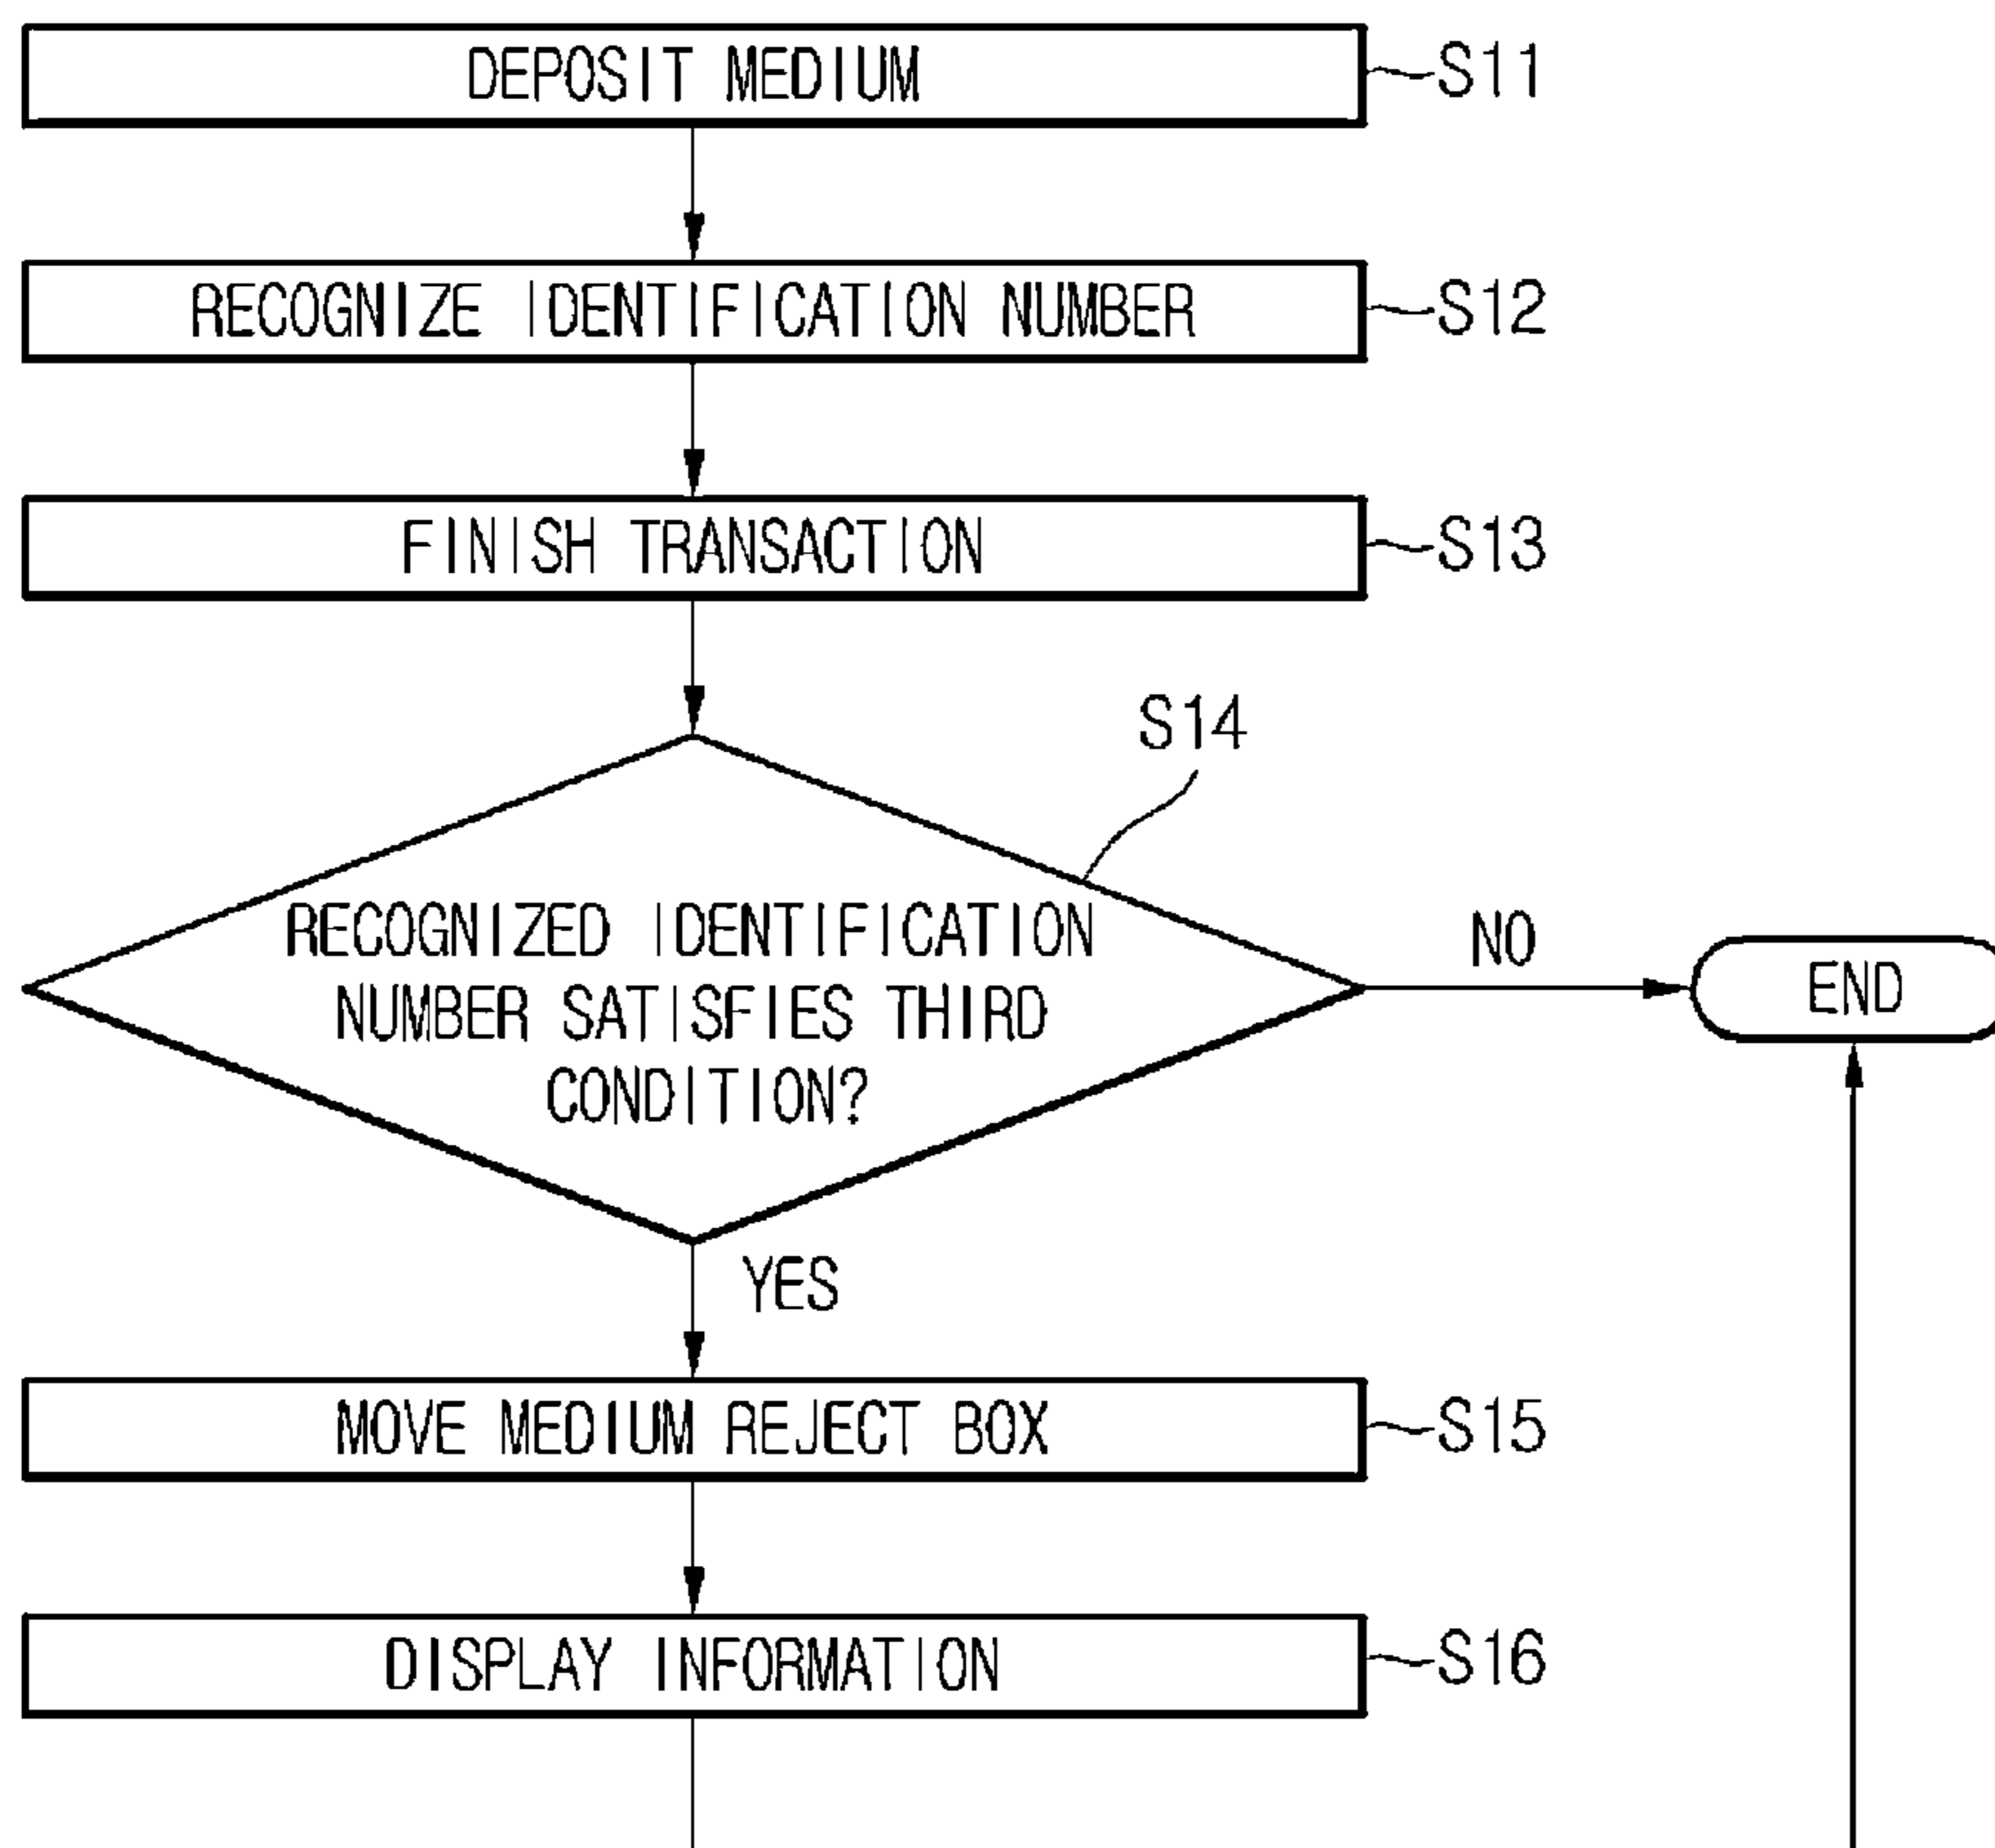 DEPOSIT MEDIUM
S11
RECOGNIZE IDENTIFICATION NUMBER
S12
FINISH TRANSACTION
S13
S14
RECOGNIZED IDENTIFICATION
NUMBER SATISFIES THIRD
CONDITION?
NO
END
YES
MOVE MEDIUM REJECT BOX
S15
DISPLAY INFORMATION
S16